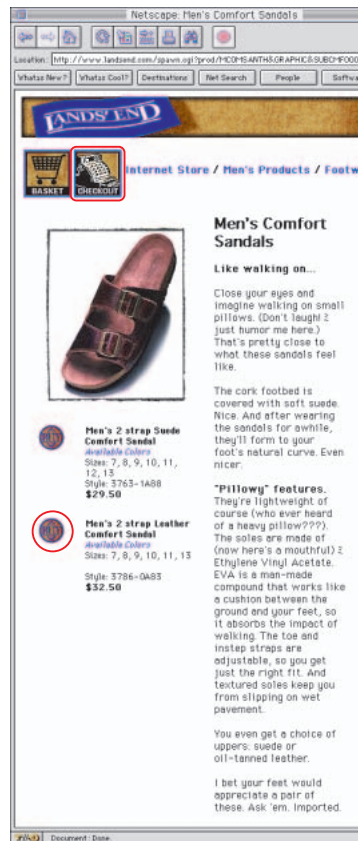 Netscape: Men's Comfort Sandals
Location: http://www.landsend.com/spawn.cgi?prod/MCOMSANTH&GRAPHIC&SUBCMF000
What's New? What's Cool? Destinations Net Search People Softwa
LANDS' END
BASKET CHECKOUT
Internet Store / Men's Products / Footw
Men's Comfort
Sandals
Like walking on...
Close your eyes and
imagine walking on small
pillows. (Don't laugh!
just humor me here.)
That's pretty close to
what these sandals feel
like.
The cork footbed is
covered with soft suede.
Nice. And after wearing
the sandals for awhile,
they'll form to your
foot's natural curve. Even
nicer.
"Pillowy" features.
They're lightweight of
course (who ever heard
of a heavy pillow???).
The soles are made of
(now here's a mouthful)
Ethylene Vinyl Acetate.
EVA is a man-made
compound that works like
a cushion between the
ground and your feet, so
it absorbs the impact of
walking. The toe and
instep straps are
adjustable, so you get
just the right fit. And
textured soles keep you
from slipping on wet
pavement.
You even get a choice of
uppers: suede or
oil-tanned leather.
I bet your feet would
appreciate a pair of
these. Ask 'em. Imported.
Men's 2 strap Suede
Comfort Sandal
Available Colors
Sizes: 7, 8, 9, 10, 11,
12, 13
Style: 3763-1A88
$29.50
Men's 2 strap Leather
Comfort Sandal
Available Colors
Sizes: 7, 8, 9, 10, 11, 13
Style: 3786-0A83
$32.50
Document: Done